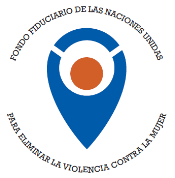 FONDO FIDUCIARIO DE LAS NACIONES UNIDAS
PARA ELIMINAR LA VIOLENCIA CONTRA LA MUJER